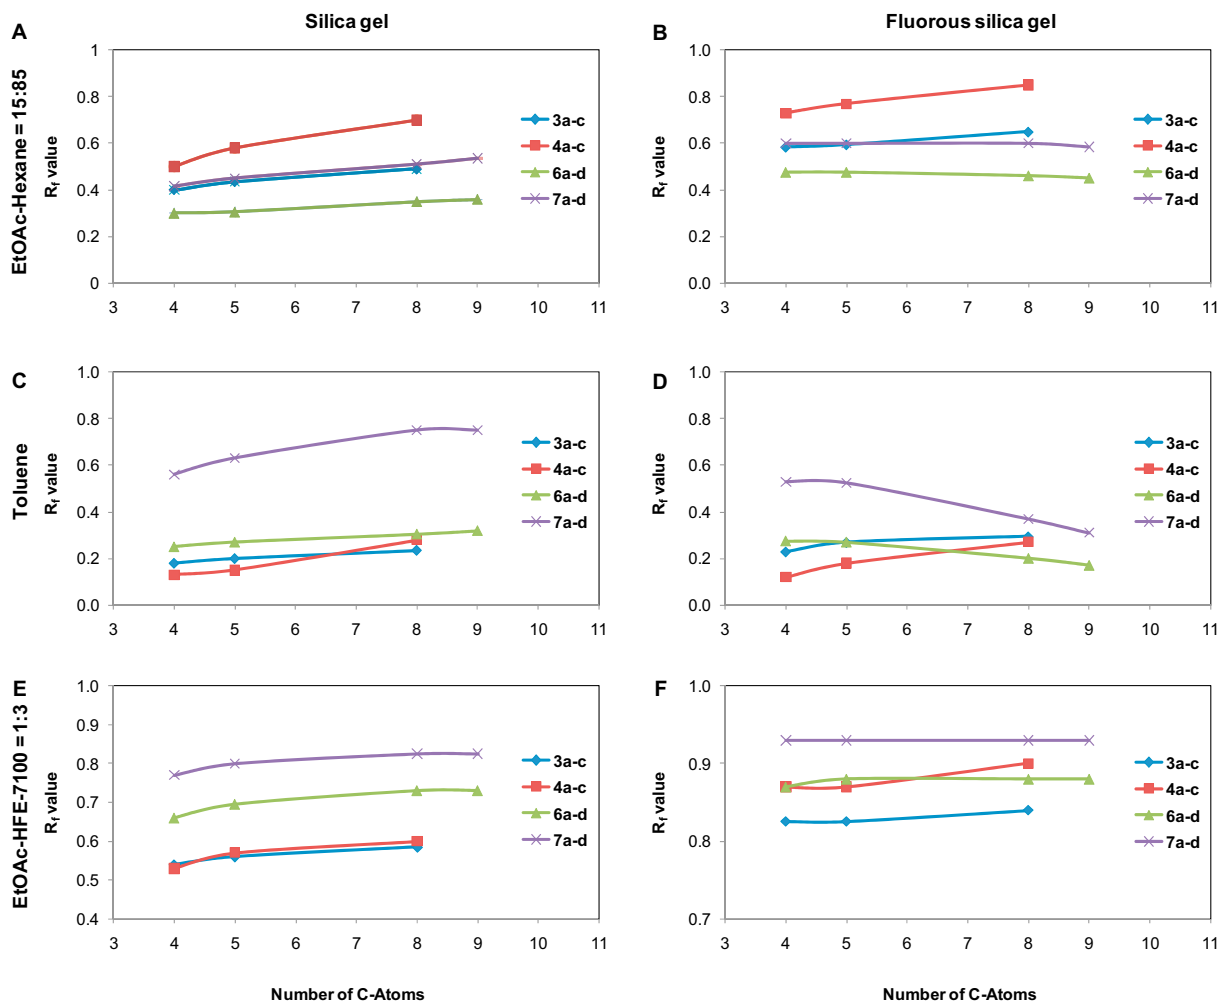 Silica gel
Fluorous silica gel
A
EtOAc-Hexane = 15:85
Rf value
1
0.8
0.6
0.4
0.2
0
3 4 5 6 7 8 9 10 11
3a-c
4a-c
6a-d
7a-d
B
Rf value
1.0
0.8
0.6
0.4
0.2
0.0
3 4 5 6 7 8 9 10 11
3a-c
4a-c
6a-d
7a-d
C
Toluene
Rf value
1.0
0.8
0.6
0.4
0.2
0.0
3 4 5 6 7 8 9 10 11
3a-c
4a-c
6a-d
7a-d
D
Rf value
1.0
0.8
0.6
0.4
0.2
0.0
3 4 5 6 7 8 9 10 11
3a-c
4a-c
6a-d
7a-d
E
EtOAc-HFE-7100 = 1:3
Rf value
1.0
0.9
0.8
0.7
0.6
0.5
0.4
3 4 5 6 7 8 9 10 11
3a-c
4a-c
6a-d
7a-d
Number of C-Atoms
F
Rf value
1.0
0.9
0.8
0.7
3 4 5 6 7 8 9 10 11
3a-c
4a-c
6a-d
7a-d
Number of C-Atoms